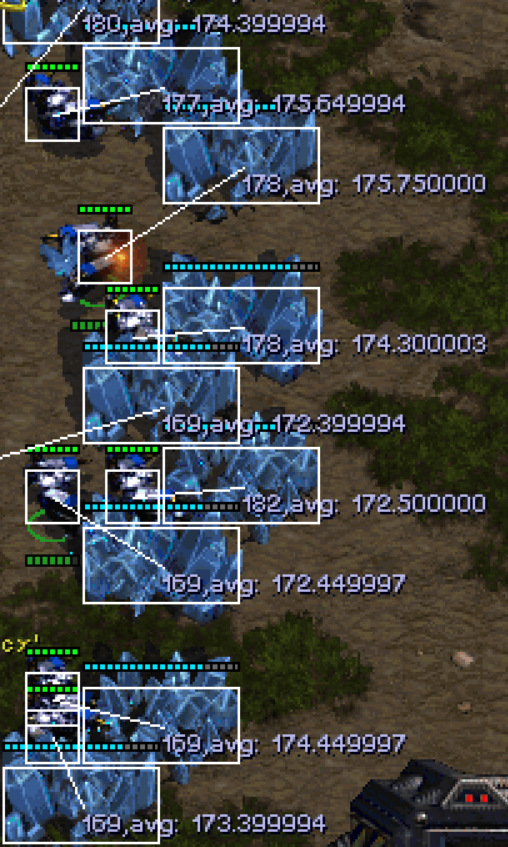 180,avg: 174.399994
177,avg: 175.649994
178,avg: 175.750000
178,avg: 174.300003
169,avg: 172.399994
182,avg: 172.500000
169,avg: 172.449997
cx'
169,avg: 174.449997
169,avg: 173.399994